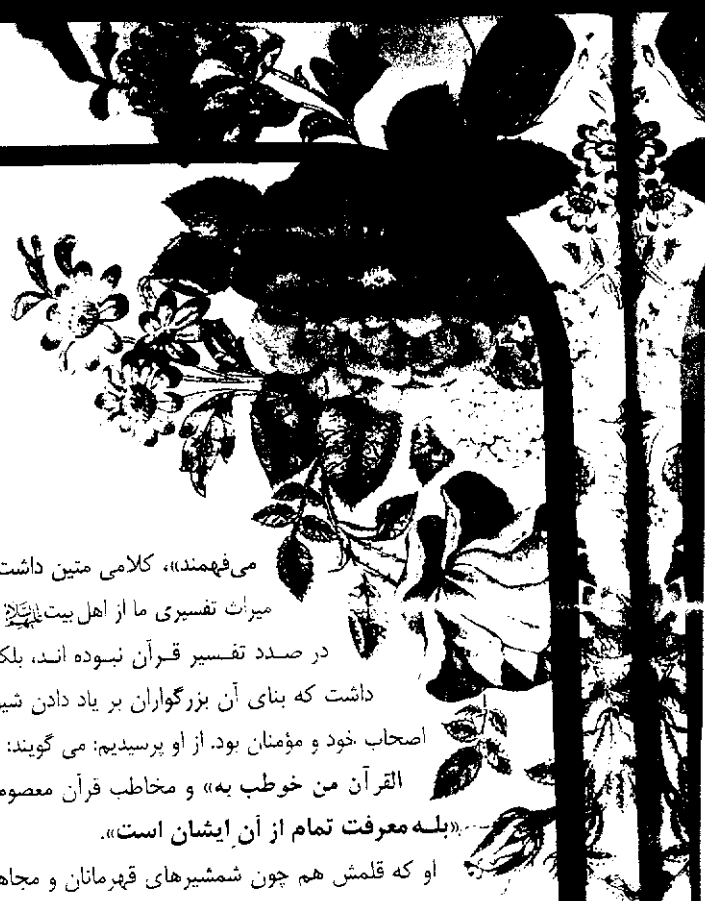 می‌فهمند»، کلامی متین داشت
میراث تفسیری ما از اهل بیت علیهم‌السلام
در صدد تفسیر قرآن نبوده اند، بلک
داشت که بنای آن بزرگواران بر یاد دادن شیو
اصحاب خود و مؤمنان بود. از او پرسیدیم: می گویند:
القرآن من خوطب به» و مخاطب قرآن معصوم
«بله معرفت تمام از آنِ ایشان است».
او که قلمش هم چون شمشیرهای قهرمانان و مجاه